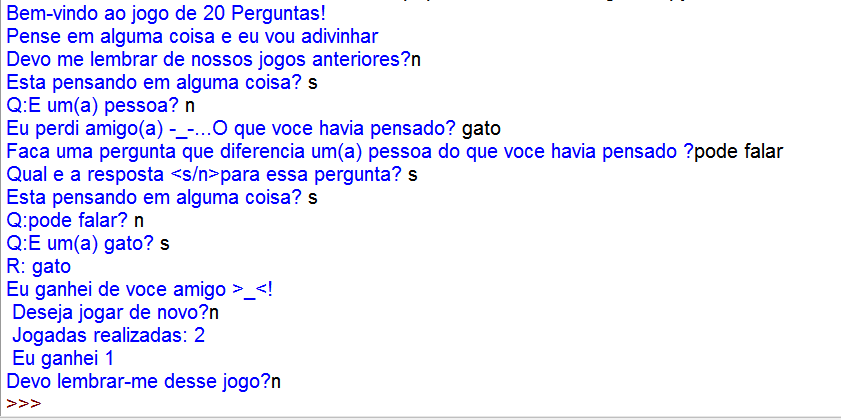 Bem-vindo ao jogo de 20 Perguntas!
Pense em alguma coisa e eu vou adivinhar
Devo me lembrar de nossos jogos anteriores?n
Esta pensando em alguma coisa? s
Q:E um(a) pessoa? n
Eu perdi amigo(a) -_-...O que voce havia pensado? gato
Faca uma pergunta que diferencia um(a) pessoa do que voce havia pensado ?pode falar
Qual e a resposta <s/n>para essa pergunta? s
Esta pensando em alguma coisa? s
Q:pode falar? n
Q:E um(a) gato? s
R: gato
Eu ganhei de voce amigo >_<!
Deseja jogar de novo?n
Jogadas realizadas: 2
Eu ganhei 1
Devo lembrar-me desse jogo?n
>>>